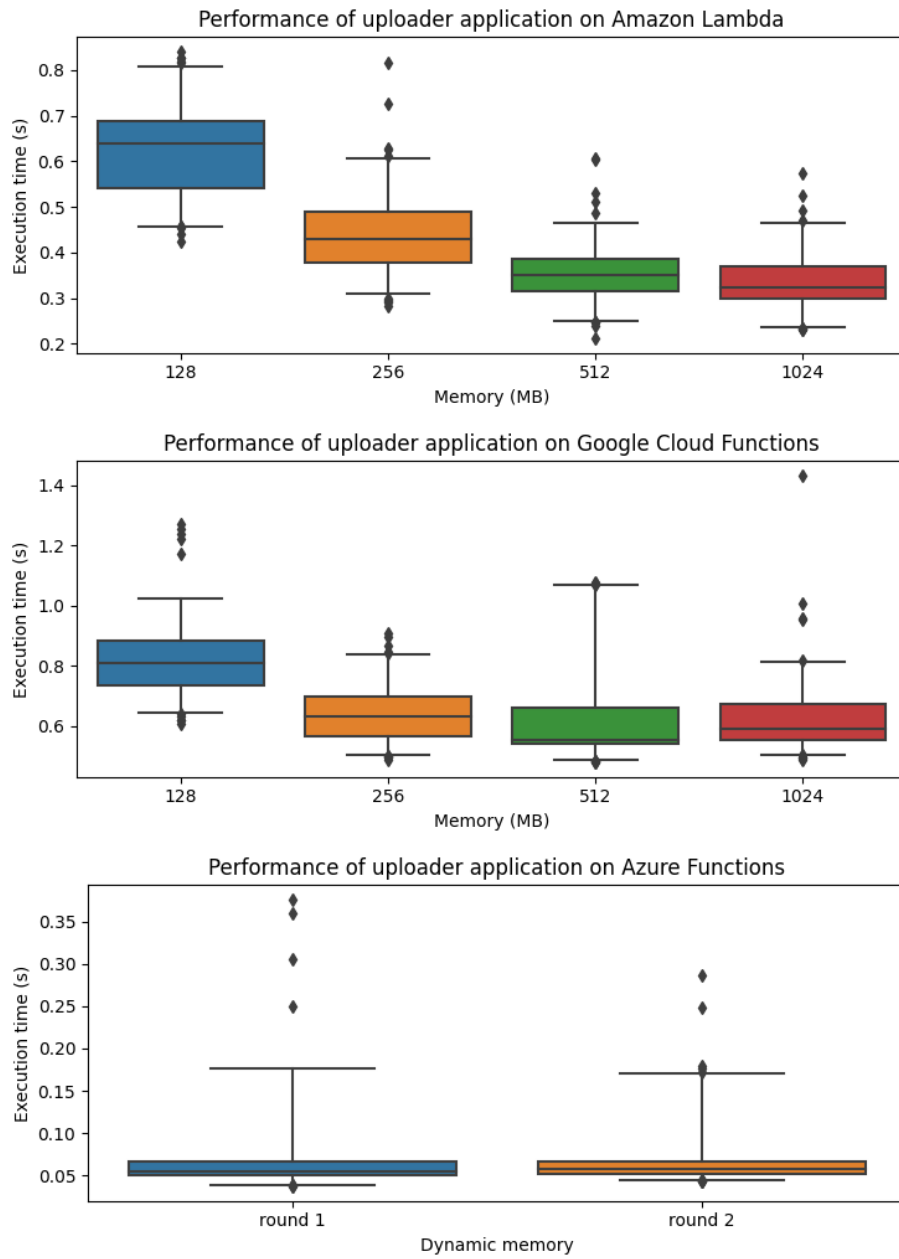 Performance of uploader application on Amazon Lambda
Execution time (s)
0.8
0.7
0.6
0.5
0.4
0.3
0.2
128 256 512 1024
Memory (MB)
Performance of uploader application on Google Cloud Functions
Execution time (s)
1.4
1.2
1.0
0.8
0.6
128 256 512 1024
Memory (MB)
Performance of uploader application on Azure Functions
Execution time (s)
0.35
0.30
0.25
0.20
0.15
0.10
0.05
round 1 round 2
Dynamic memory